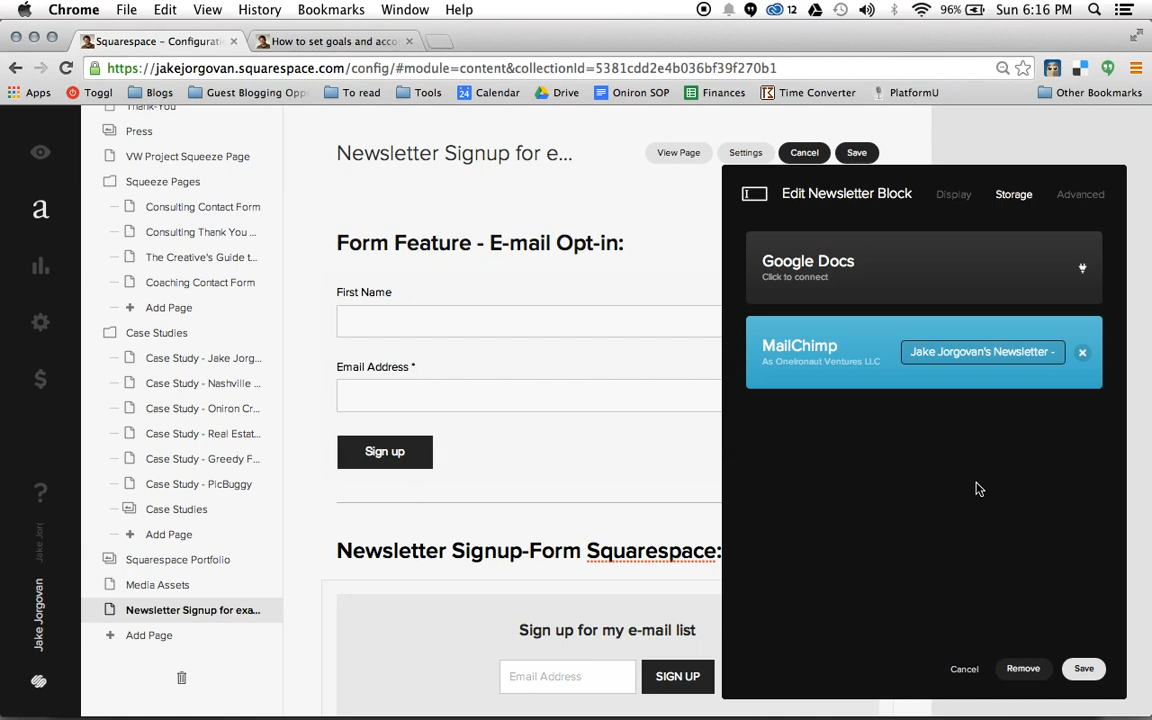 Chrome File Edit View History Bookmarks Window Help 12 96% Sun 6:16 PM
Squarespace – Configurati How to set goals and acco
https://jakejorgovan.squarespace.com/config/#module=content&collectionId=5381cdd2e4b036bf39f270b1
Apps Toggl Blogs Guest Blogging Opp To read Tools 24 Calendar Drive Oniron SOP Finances Time Converter PlatformU Other Bookmarks
Thank-You
Press
VW Project Squeeze Page
Squeeze Pages
Consulting Contact Form
Consulting Thank You ...
The Creative's Guide t...
Coaching Contact Form
+ Add Page
Case Studies
Case Study - Jake Jorg...
Case Study - Nashville ...
Case Study - Oniron Cr...
Case Study - Real Estat...
Case Study - Greedy F...
Case Study - PicBuggy
Case Studies
+ Add Page
Squarespace Portfolio
Media Assets
Newsletter Signup for exa...
+ Add Page
a
?
Jake Jor(
Jake Jorgovan
Newsletter Signup for e... View Page Settings Cancel Save
Form Feature - E-mail Opt-in:
First Name
Email Address *
Sign up
Newsletter Signup-Form Squarespace:
Sign up for my e-mail list
Email Address SIGN UP
Edit Newsletter Block Display Storage Advanced
Google Docs
Click to connect
MailChimp
As Oneironaut Ventures LLC
Jake Jorgovan's Newsletter -
Cancel Remove Save